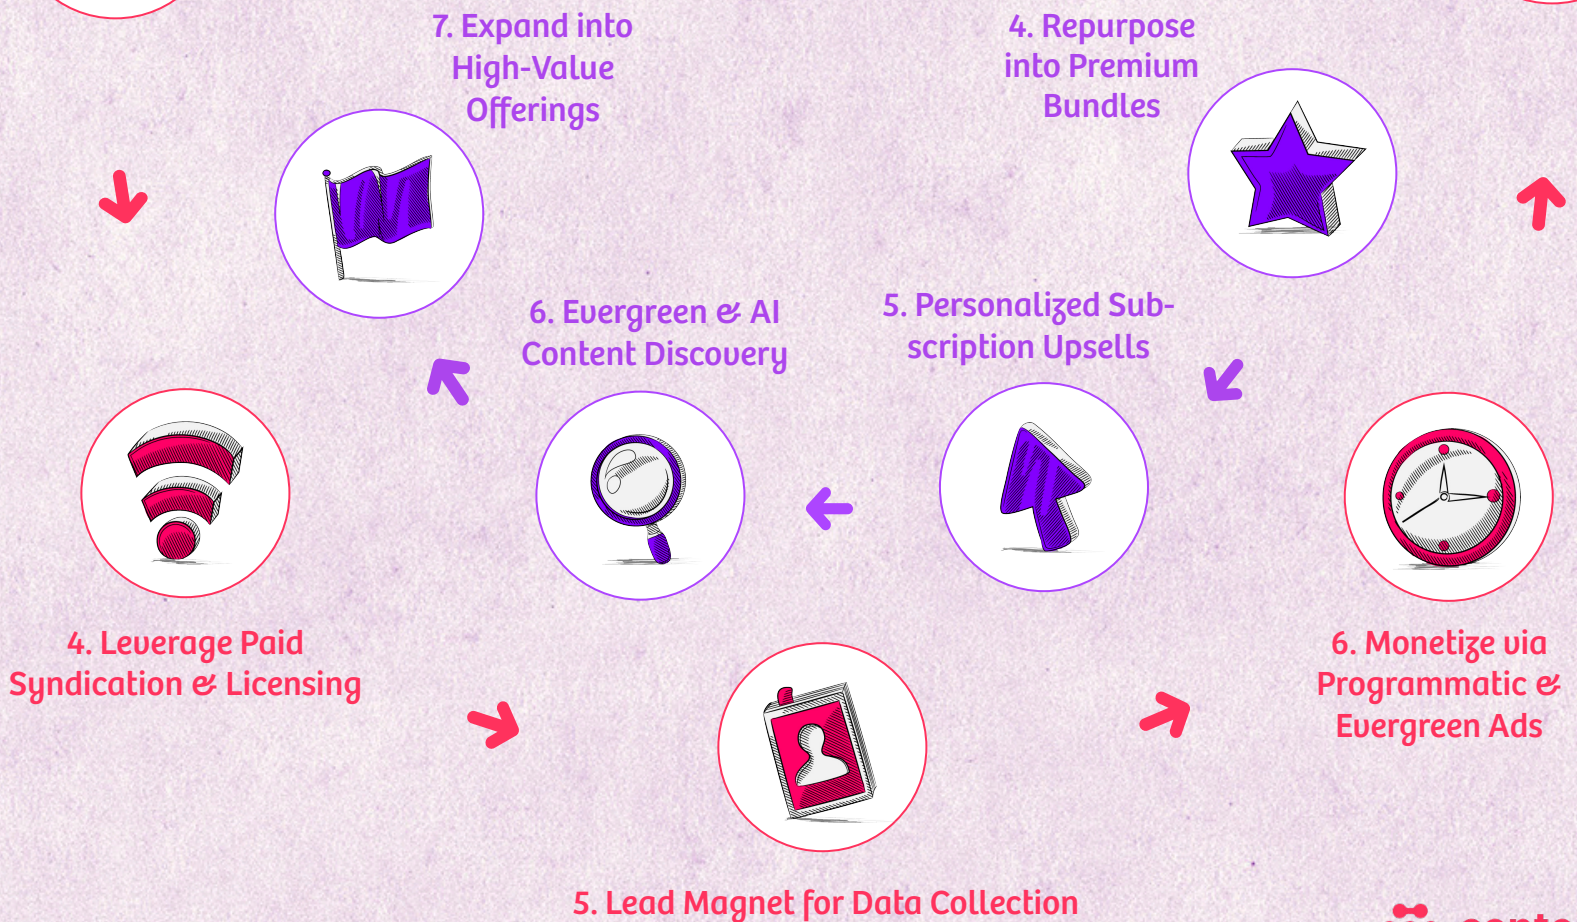 7. Expand into
High-Value
Offerings
4. Repurpose
into Premium
Bundles
6. Evergreen & AI
Content Discovery
5. Personalized Sub-
scription Upsells
4. Leverage Paid
Syndication & Licensing
6. Monetize via
Programmatic &
Evergreen Ads
5. Lead Magnet for Data Collection